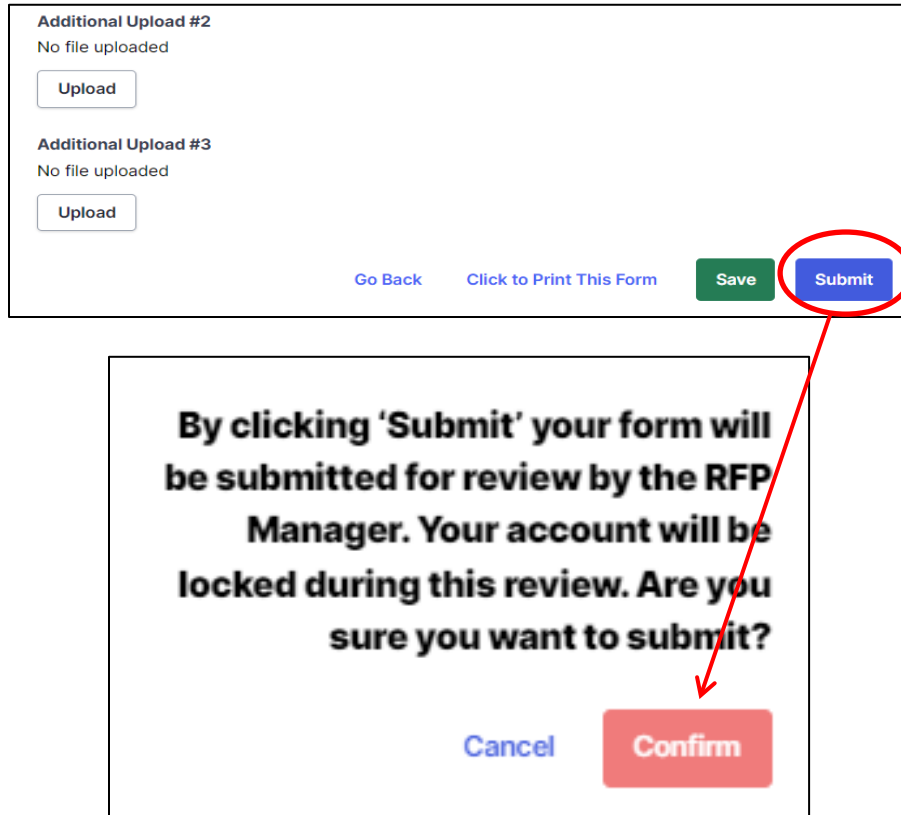 Additional Upload #2
No file uploaded
Upload
Additional Upload #3
No file uploaded
Upload
Go Back Click to Print This Form Save Submit
By clicking ‘Submit’ your form will
be submitted for review by the RFP
Manager. Your account will be
locked during this review. Are you
sure you want to submit?
Cancel Confirm